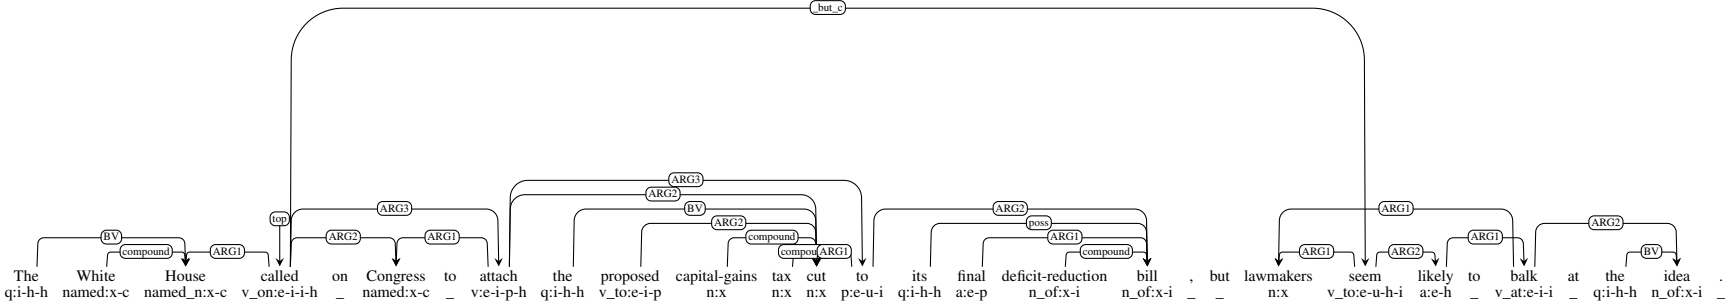 _but_c
ARG3
ARG2
top ARG3 BV ARG2 ARG1
BV ARG2 ARG1 ARG2 poss ARG1 ARG2
compound ARG1 compound ARG1 ARG1 ARG2 ARG1
ARG1 compound BV
The White House called on Congress to attach the proposed capital-gains tax cut to its final deficit-reduction bill , but lawmakers seem likely to balk at the idea .
q:i-h-h named:x-c named_n:x-c v_on:e-i-i-h _ named:x-c _ v:e-i-p-h q:i-h-h v_to:e-i-p n:x n:x n:x p:e-u-i q:i-h-h a:e-p n_of:x-i n_of:x-i _ _ n:x v_to:e-u-h-i a:e-h _ v_at:e-i-i _ q:i-h-h n_of:x-i _